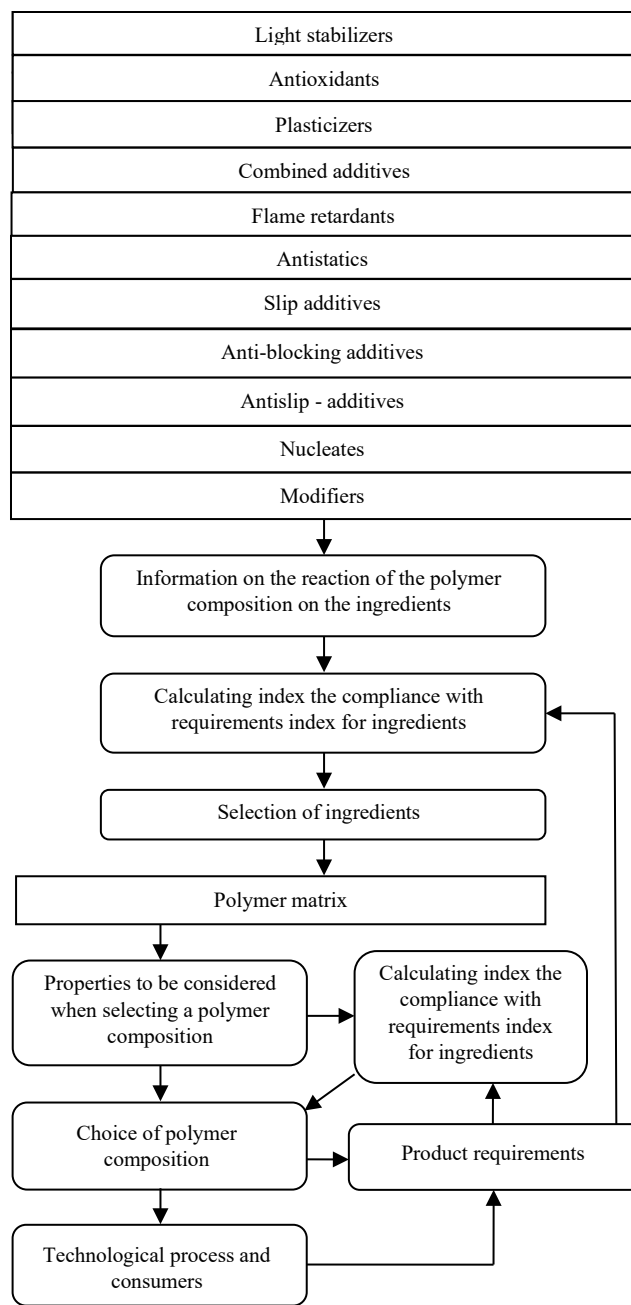 Light stabilizers
Antioxidants
Plasticizers
Combined additives
Flame retardants
Antistatics
Slip additives
Anti-blocking additives
Antislip - additives
Nucleates
Modifiers
Information on the reaction of the polymer
composition on the ingredients
Calculating index the compliance with
requirements index for ingredients
Selection of ingredients
Polymer matrix
Properties to be considered
when selecting a polymer
composition
Calculating index the
compliance with
requirements index
for ingredients
Choice of polymer
composition
Product requirements
Technological process and
consumers